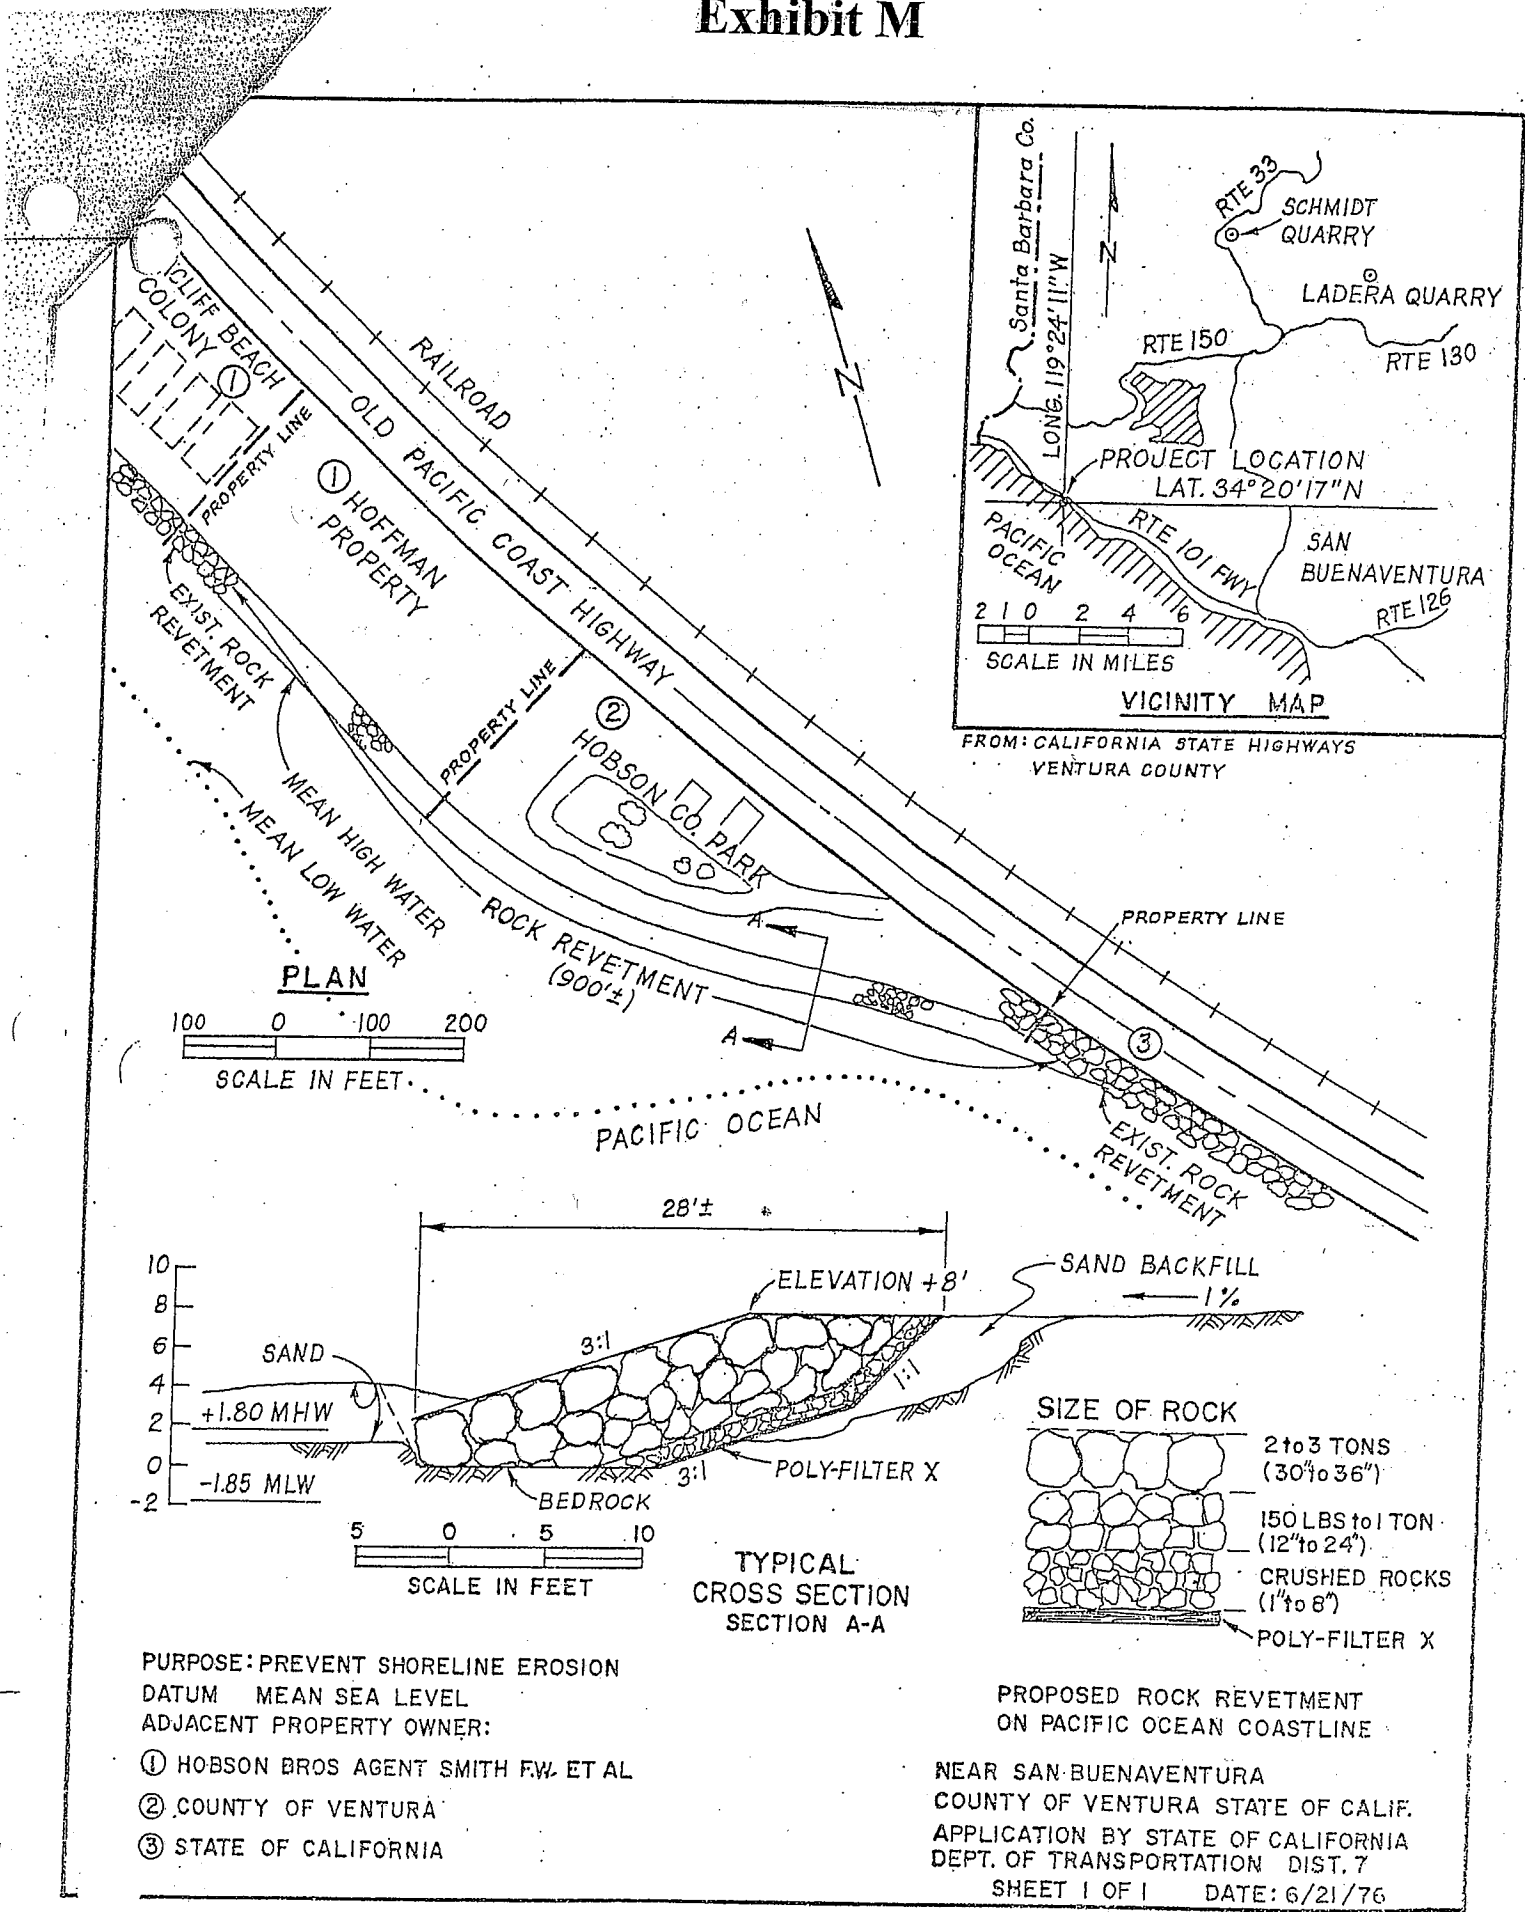 Exhibit M
Santa Barbara Co.
LONG. 119°24'11"W
N
RTE 33
SCHMIDT
QUARRY
LADERA QUARRY
RTE 150
RTE 130
PROJECT LOCATION
LAT. 34°20'17"N
PACIFIC
OCEAN
RTE 101 FWY
SAN
BUENAVENTURA
RTE 126
2 1 0 2 4 6
SCALE IN MILES
VICINITY MAP
FROM: CALIFORNIA STATE HIGHWAYS
VENTURA COUNTY
CLIFF BEACH
COLONY
1
PROPERTY LINE
RAILROAD
OLD PACIFIC COAST HIGHWAY
N
1 HOFFMAN
PROPERTY
EXIST. ROCK
REVETMENT
PROPERTY LINE
2
HOBSON CO. PARK
MEAN HIGH WATER
MEAN LOW WATER
ROCK REVETMENT
(900'±)
A
A
PROPERTY LINE
3
EXIST. ROCK
REVETMENT
PLAN
100 0 100 200
SCALE IN FEET
PACIFIC OCEAN
28'±
10
8
6
4
2
0
-2
ELEVATION +8'
SAND BACKFILL
1%
3:1
SAND
1:1
+1.80 MHW
-1.85 MLW
3:1
POLY-FILTER X
BEDROCK
5 0 5 10
SCALE IN FEET
TYPICAL
CROSS SECTION
SECTION A-A
SIZE OF ROCK
2 to 3 TONS
(30" to 36")
150 LBS to 1 TON
(12" to 24")
CRUSHED ROCKS
(1" to 8")
POLY-FILTER X
PURPOSE: PREVENT SHORELINE EROSION
DATUM MEAN SEA LEVEL
ADJACENT PROPERTY OWNER:
1 HOBSON BROS AGENT SMITH F.W. ET AL
2 COUNTY OF VENTURA
3 STATE OF CALIFORNIA
PROPOSED ROCK REVETMENT
ON PACIFIC OCEAN COASTLINE
NEAR SAN BUENAVENTURA
COUNTY OF VENTURA STATE OF CALIF.
APPLICATION BY STATE OF CALIFORNIA
DEPT. OF TRANSPORTATION DIST. 7
SHEET 1 OF 1 DATE: 6/21/76